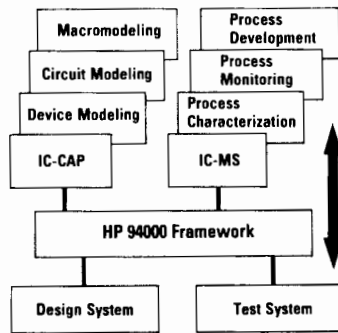 Macromodeling
Circuit Modeling
Device Modeling
IC-CAP
Process
Development
Process
Monitoring
Process
Characterization
IC-MS
HP 94000 Framework
Design System
Test System